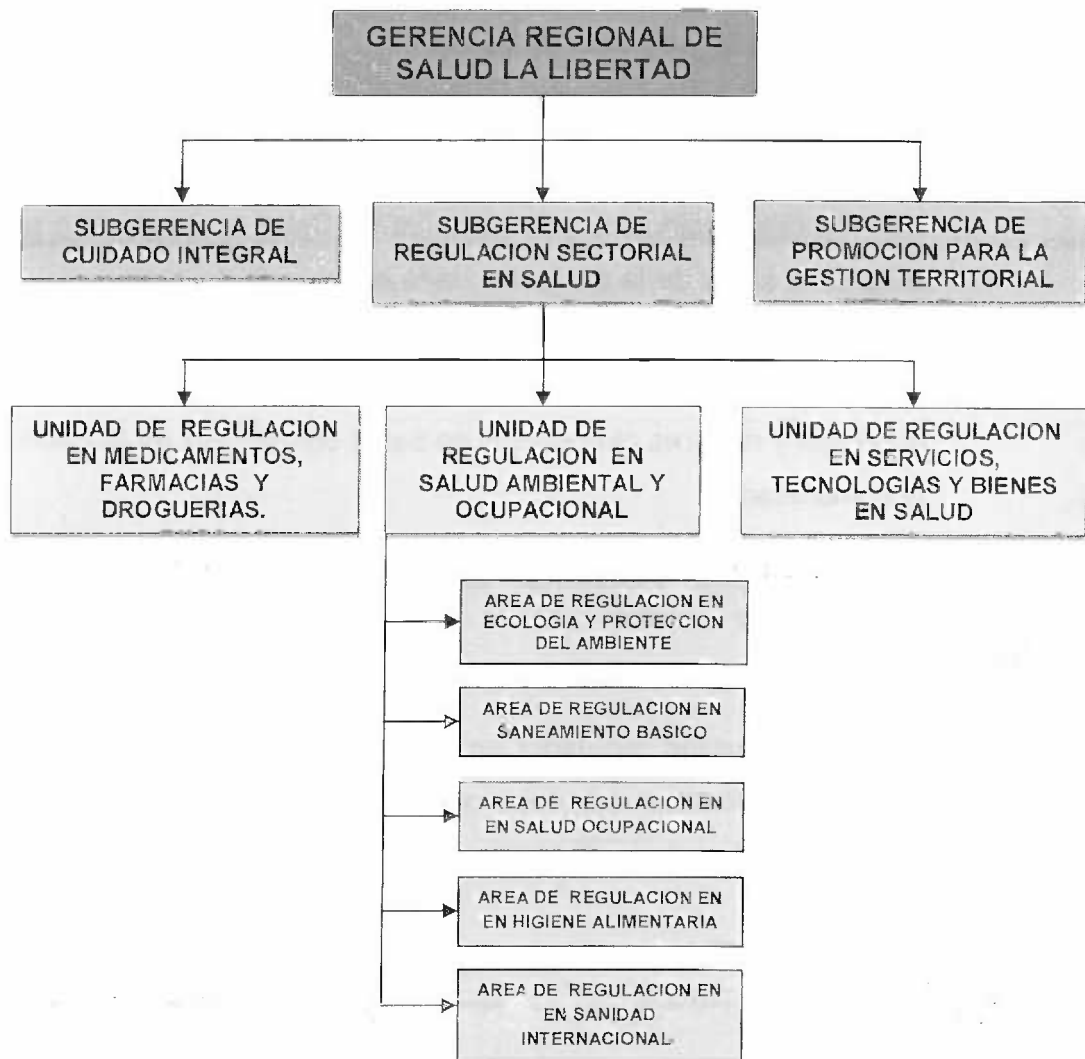 GERENCIA REGIONAL DE
SALUD LA LIBERTAD
SUBGERENCIA DE
CUIDADO INTEGRAL
SUBGERENCIA DE
REGULACION SECTORIAL
EN SALUD
SUBGERENCIA DE
PROMOCION PARA LA
GESTION TERRITORIAL
UNIDAD DE REGULACION
EN MEDICAMENTOS,
FARMACIAS Y
DROGUERIAS.
UNIDAD DE
REGULACION EN
SALUD AMBIENTAL Y
OCUPACIONAL
UNIDAD DE REGULACION
EN SERVICIOS,
TECNOLOGIAS Y BIENES
EN SALUD
AREA DE REGULACION EN
ECOLOGIA Y PROTECCION
DEL AMBIENTE
AREA DE REGULACION EN
SANEAMIENTO BASICO
AREA DE REGULACION EN
EN SALUD OCUPACIONAL
AREA DE REGULACION EN
EN HIGIENE ALIMENTARIA
AREA DE REGULACION EN
EN SANIDAD
INTERNACIONAL